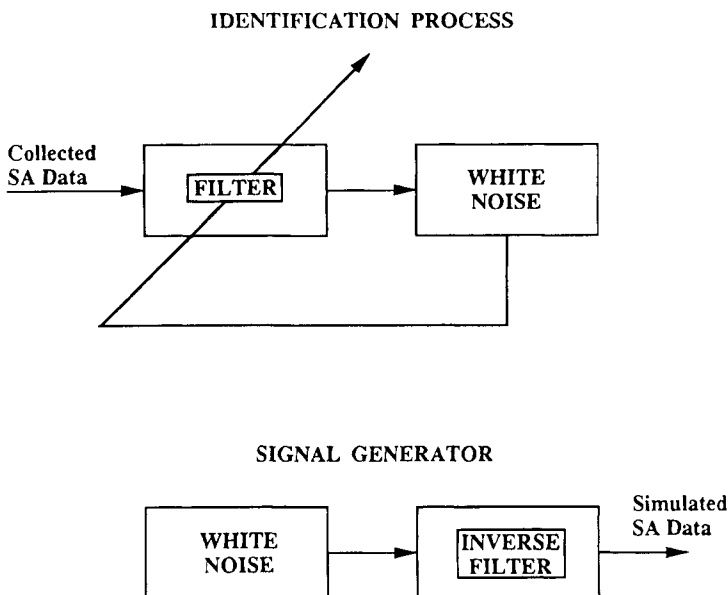 IDENTIFICATION PROCESS
Collected
SA Data
FILTER
WHITE
NOISE
SIGNAL GENERATOR
WHITE
NOISE
INVERSE
FILTER
Simulated
SA Data